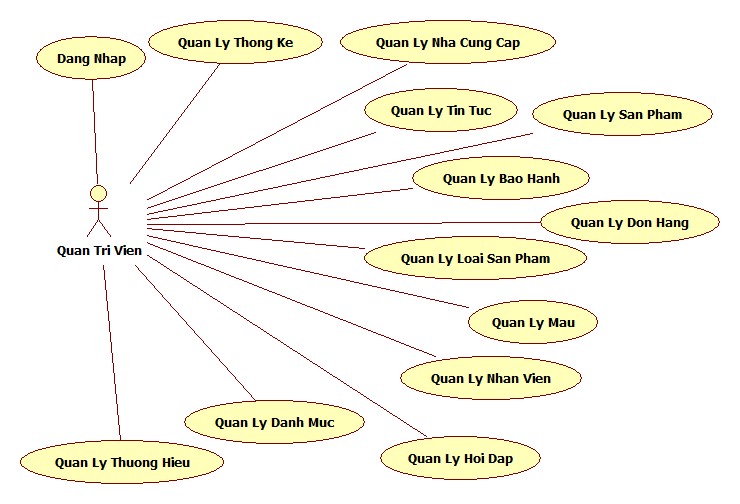 Quan Ly Thong Ke
Quan Ly Nha Cung Cap
Dang Nhap
Quan Ly Tin Tuc
Quan Ly San Pham
Quan Ly Bao Hanh
Quan Ly Don Hang
Quan Tri Vien
Quan Ly Loai San Pham
Quan Ly Mau
Quan Ly Nhan Vien
Quan Ly Danh Muc
Quan Ly Hoi Dap
Quan Ly Thuong Hieu